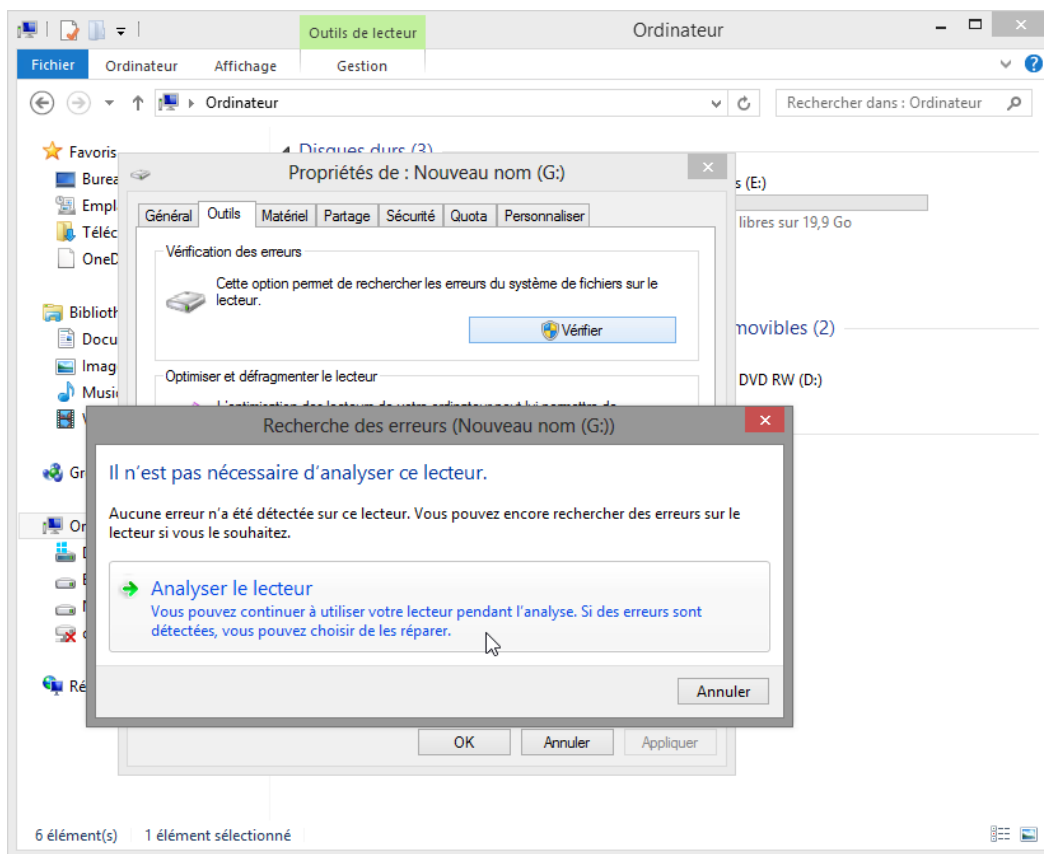 Outils de lecteur
Ordinateur
Fichier
Ordinateur
Affichage
Gestion
Ordinateur
Rechercher dans : Ordinateur
Favoris
Disques durs (3)
Propriétés de : Nouveau nom (G:)
(E:)
Général Outils Matériel Partage Sécurité Quota Personnaliser
libres sur 19,9 Go
Vérification des erreurs
Cette option permet de rechercher les erreurs du système de fichiers sur le
lecteur.
Vérifier
(2)
Optimiser et défragmenter le lecteur
DVD RW (D:)
Recherche des erreurs (Nouveau nom (G:))
Il n'est pas nécessaire d'analyser ce lecteur.
Aucune erreur n'a été détectée sur ce lecteur. Vous pouvez encore rechercher des erreurs sur le
lecteur si vous le souhaitez.
Analyser le lecteur
Vous pouvez continuer à utiliser votre lecteur pendant l'analyse. Si des erreurs sont
détectées, vous pouvez choisir de les réparer.
Annuler
OK
Annuler
Appliquer
6 élément(s)
1 élément sélectionné